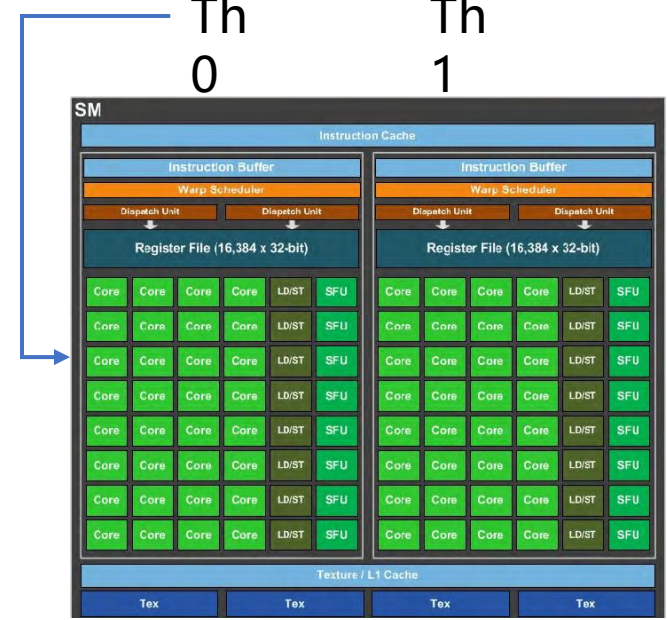 Th Th
0 1
SM
Instruction Cache
Instruction Buffer Instruction Buffer
Warp Scheduler Warp Scheduler
Dispatch Unit Dispatch Unit Dispatch Unit Dispatch Unit
Register File (16,384 x 32-bit) Register File (16,384 x 32-bit)
Core Core Core Core LD/ST SFU Core Core Core Core LD/ST SFU
Core Core Core Core LD/ST SFU Core Core Core Core LD/ST SFU
Core Core Core Core LD/ST SFU Core Core Core Core LD/ST SFU
Core Core Core Core LD/ST SFU Core Core Core Core LD/ST SFU
Core Core Core Core LD/ST SFU Core Core Core Core LD/ST SFU
Core Core Core Core LD/ST SFU Core Core Core Core LD/ST SFU
Core Core Core Core LD/ST SFU Core Core Core Core LD/ST SFU
Core Core Core Core LD/ST SFU Core Core Core Core LD/ST SFU
Texture / L1 Cache
Tex Tex Tex Tex